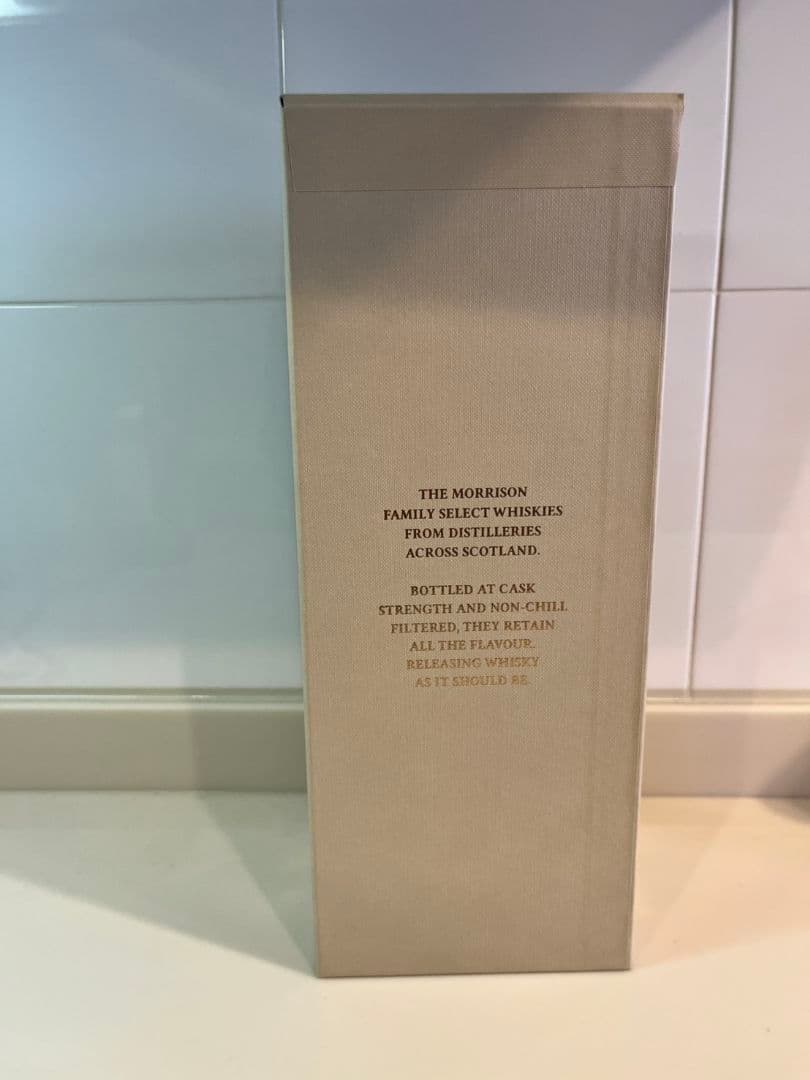 THE MORRISON
FAMILY SELECT WHISKIES
FROM DISTILLERIES
ACROSS SCOTLAND.
BOTTLED AT CASK
STRENGTH AND NON-CHILL
FILTERED, THEY RETAIN
ALL THE FLAVOUR.
RELEASING WHISKY
AS IT SHOULD BE.